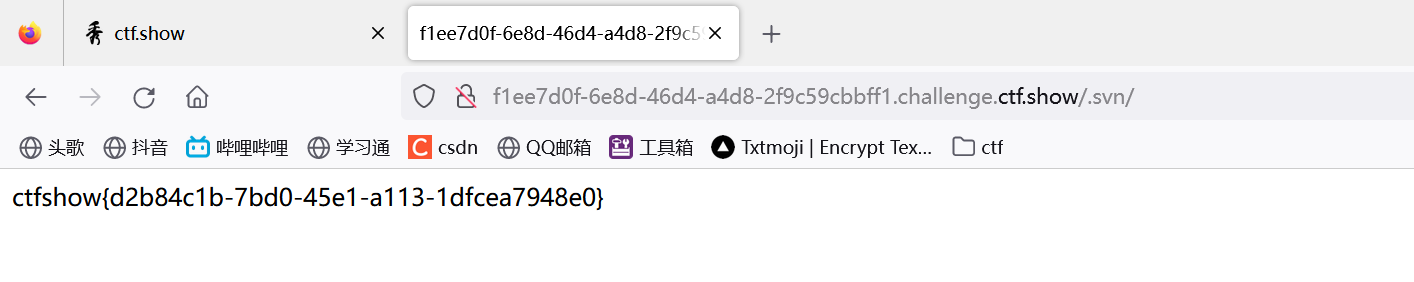 ctf.show
f1ee7d0f-6e8d-46d4-a4d8-2f9c59
f1ee7d0f-6e8d-46d4-a4d8-2f9c59cbbff1.challenge.ctf.show/.svn/
头歌 抖音 哔哩哔哩 学习通 C csdn QQ邮箱 工具箱 Txtmoji | Encrypt Tex... ctf
ctfshow{d2b84c1b-7bd0-45e1-a113-1dfcea7948e0}